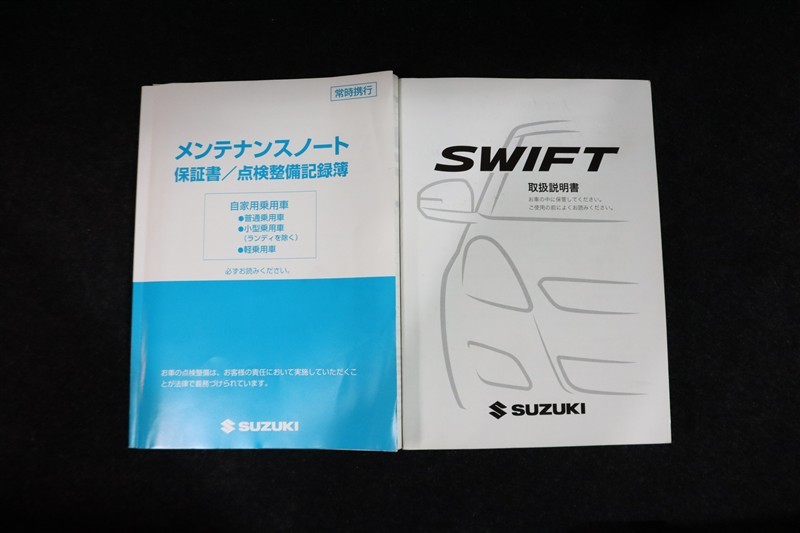 常時携行
メンテナンスノート
保証書／点検整備記録簿
自家用乗用車
●普通乗用車
●小型乗用車
（ランディを除く）
●軽乗用車
必ずお読みください。
お車の点検整備は、お客様の責任において実施していただくこ
とが法律で義務づけられています。
SUZUKI
SWIFT
取扱説明書
お車の中に保管してください。
ご使用の前によくお読みください。
SUZUKI